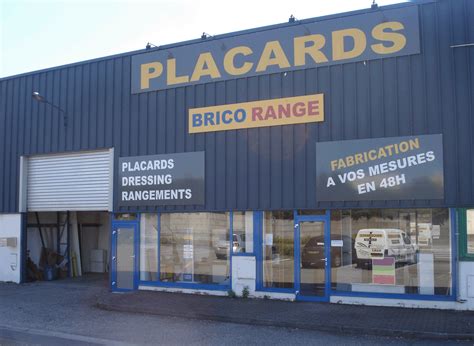 PLACARDS
BRICO RANGE
PLACARDS
DRESSING
RANGEMENTS
FABRICATION
A VOS MESURES
EN 48H